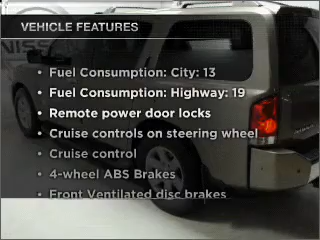 VEHICLE FEATURES
• Fuel Consumption: City: 13
• Fuel Consumption: Highway: 19
• Remote power door locks
• Cruise controls on steering wheel
• Cruise control
• 4-wheel ABS Brakes
• Front Ventilated disc brakes